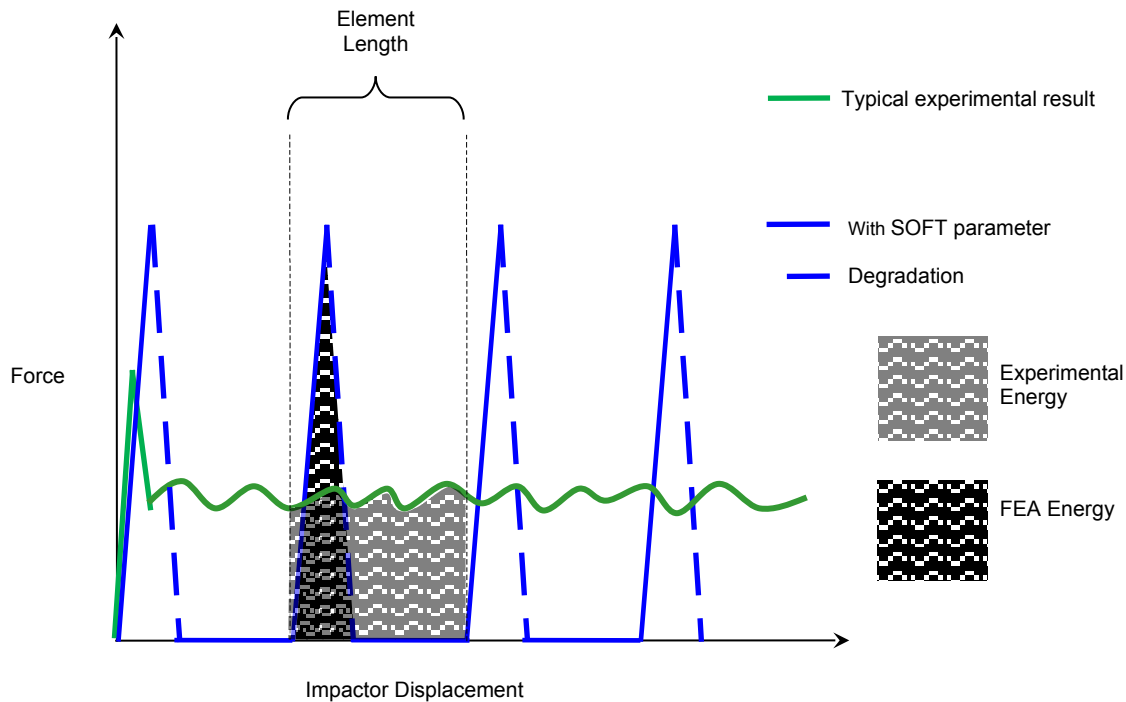 Element
Length
Typical experimental result
With SOFT parameter
Degradation
Force
Experimental
Energy
FEA Energy
Impactor Displacement